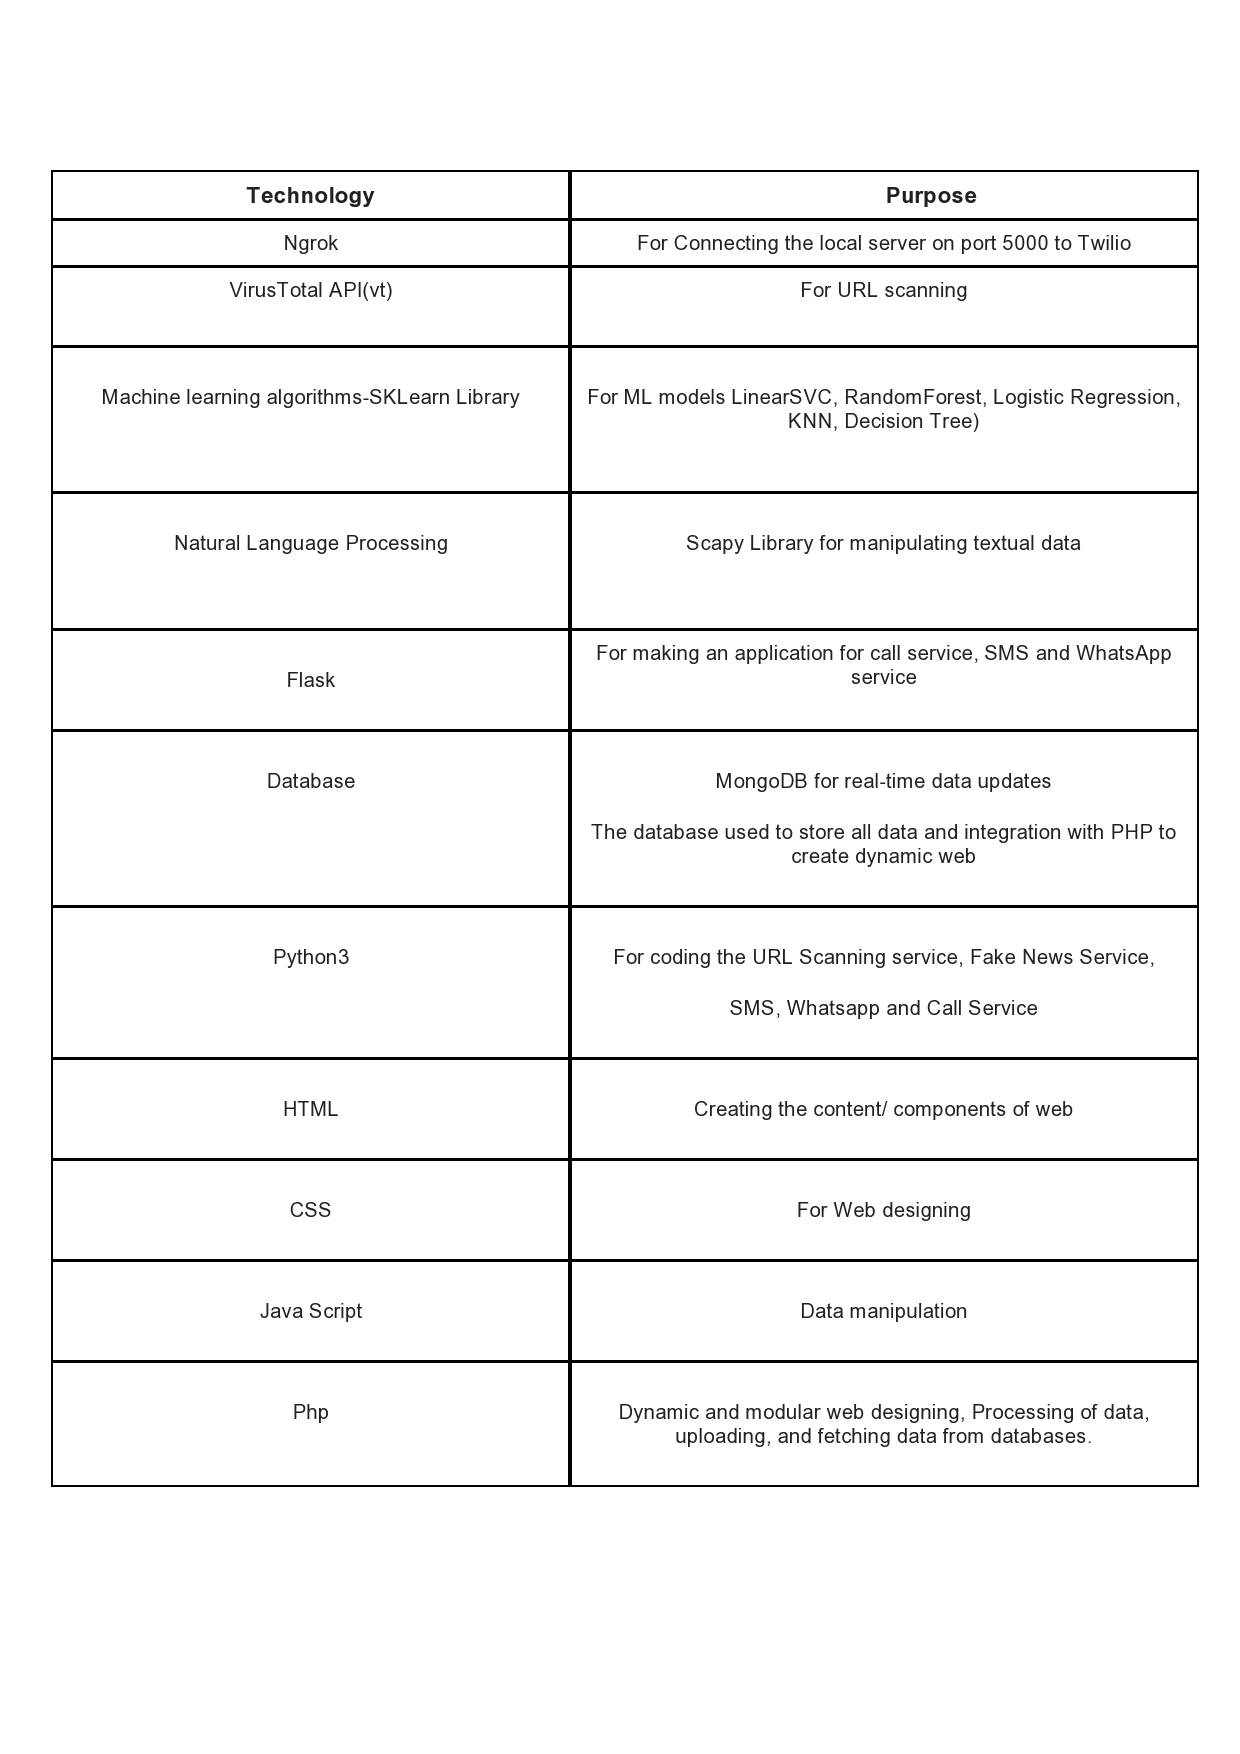 Technology
Purpose
Ngrok
For Connecting the local server on port 5000 to Twilio
VirusTotal API(vt)
For URL scanning
Machine learning algorithms-SKLearn Library
For ML models LinearSVC, RandomForest, Logistic Regression,
KNN, Decision Tree)
Natural Language Processing
Scapy Library for manipulating textual data
Flask
For making an application for call service, SMS and WhatsApp
service
Database
MongoDB for real-time data updates
The database used to store all data and integration with PHP to
create dynamic web
Python3
For coding the URL Scanning service, Fake News Service,
SMS, Whatsapp and Call Service
HTML
Creating the content/ components of web
CSS
For Web designing
Java Script
Data manipulation
Php
Dynamic and modular web designing, Processing of data,
uploading, and fetching data from databases.